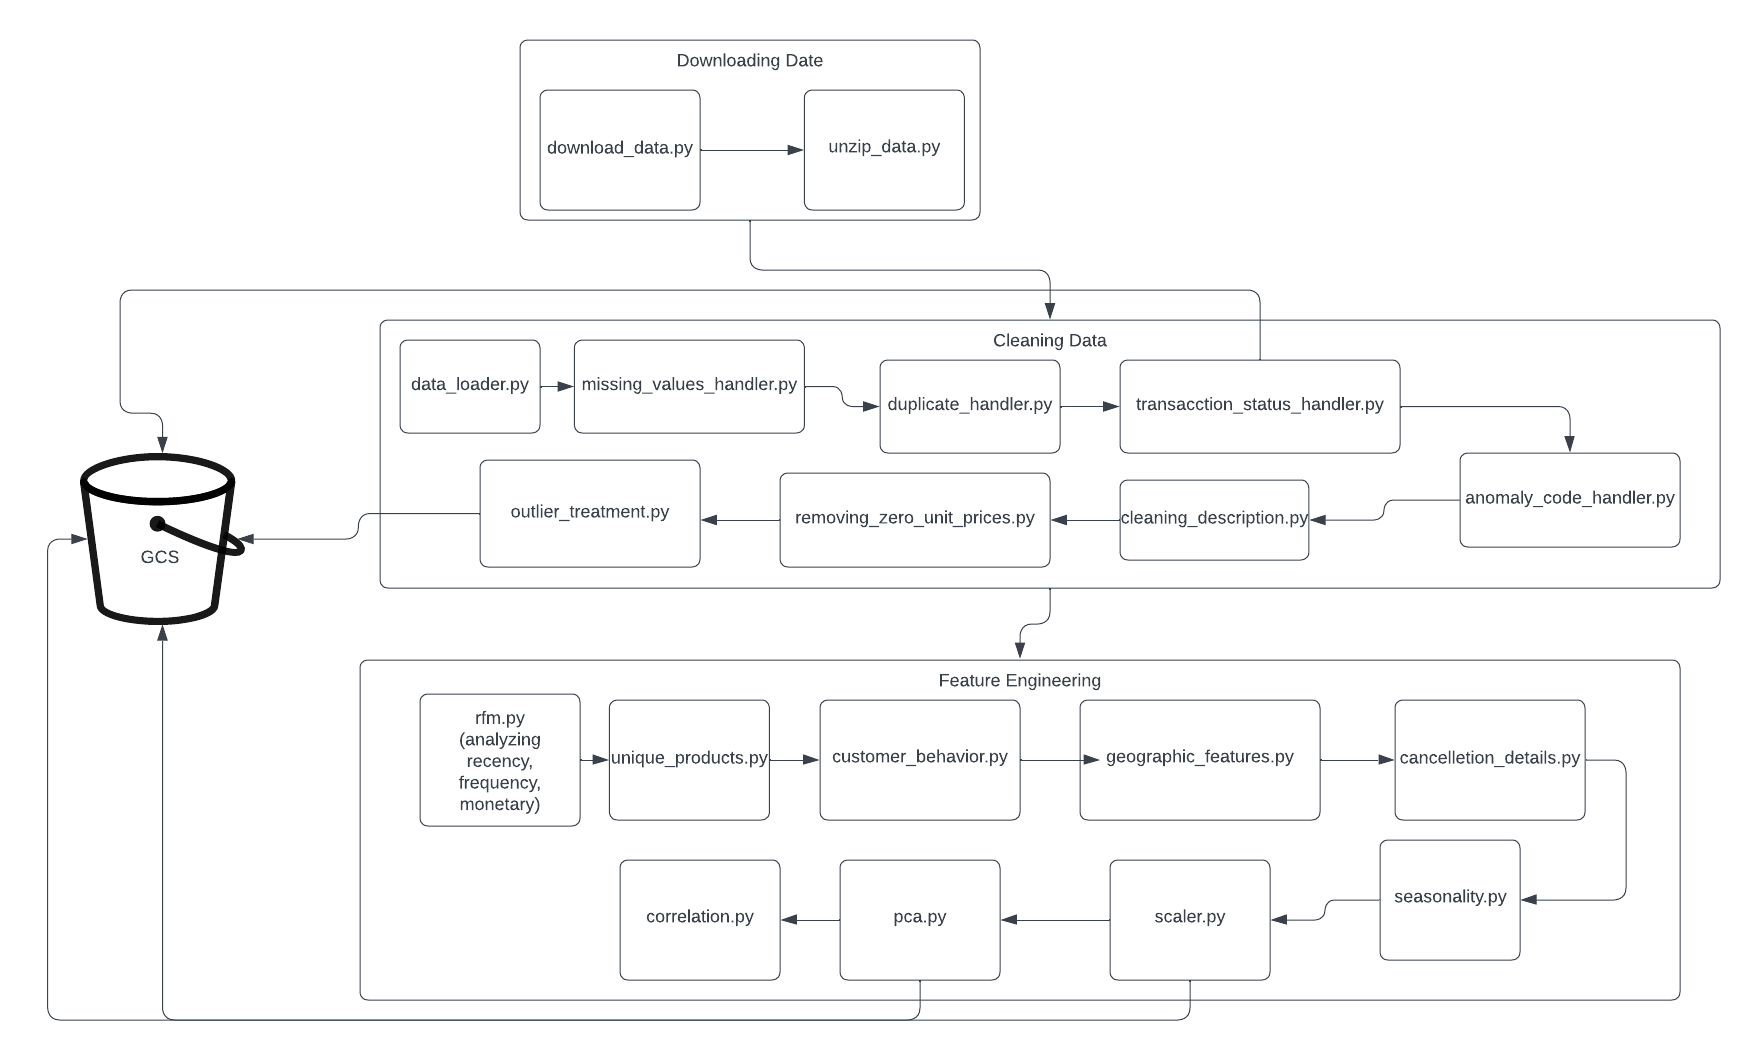 Downloading Date
download_data.py
unzip_data.py
Cleaning Data
data_loader.py
missing_values_handler.py
duplicate_handler.py
transacction_status_handler.py
anomaly_code_handler.py
cleaning_description.py
removing_zero_unit_prices.py
outlier_treatment.py
GCS
Feature Engineering
rfm.py
(analyzing
recency,
frequency,
monetary)
unique_products.py
customer_behavior.py
geographic_features.py
cancelletion_details.py
seasonality.py
scaler.py
pca.py
correlation.py